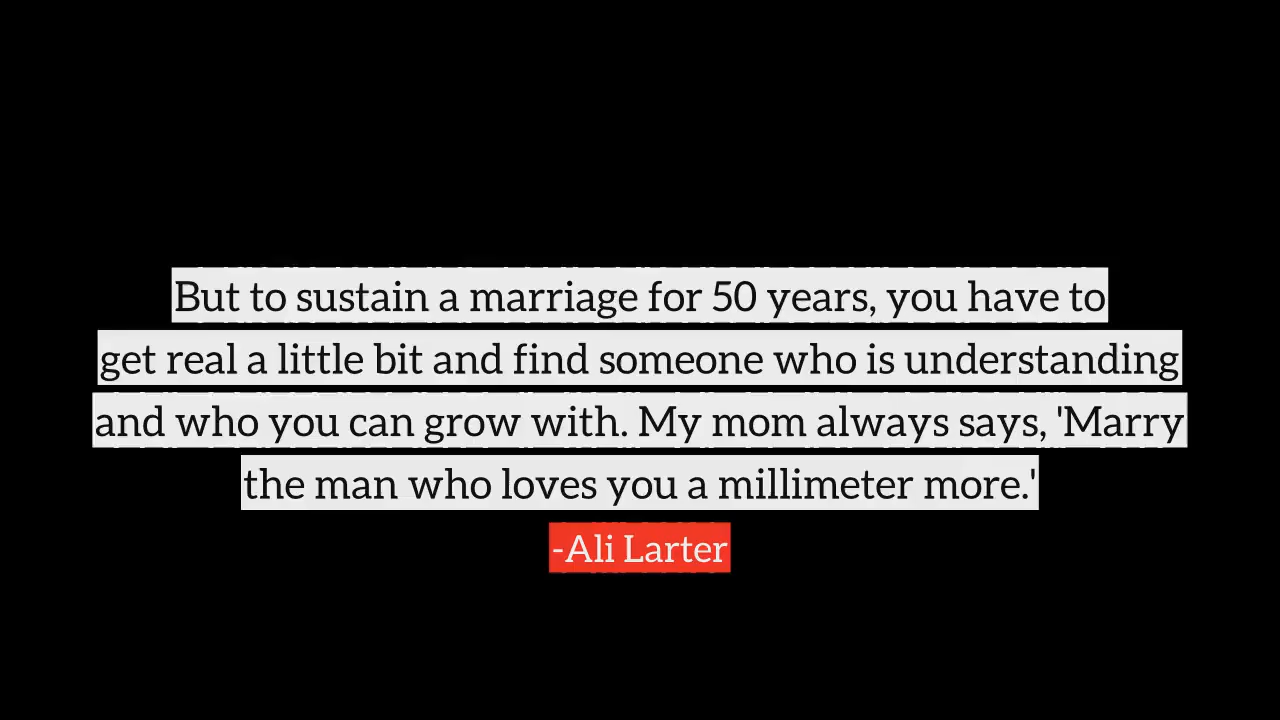 But to sustain a marriage for 50 years, you have to
get real a little bit and find someone who is understanding
and who you can grow with. My mom always says, 'Marry
the man who loves you a millimeter more.'
-Ali Larter